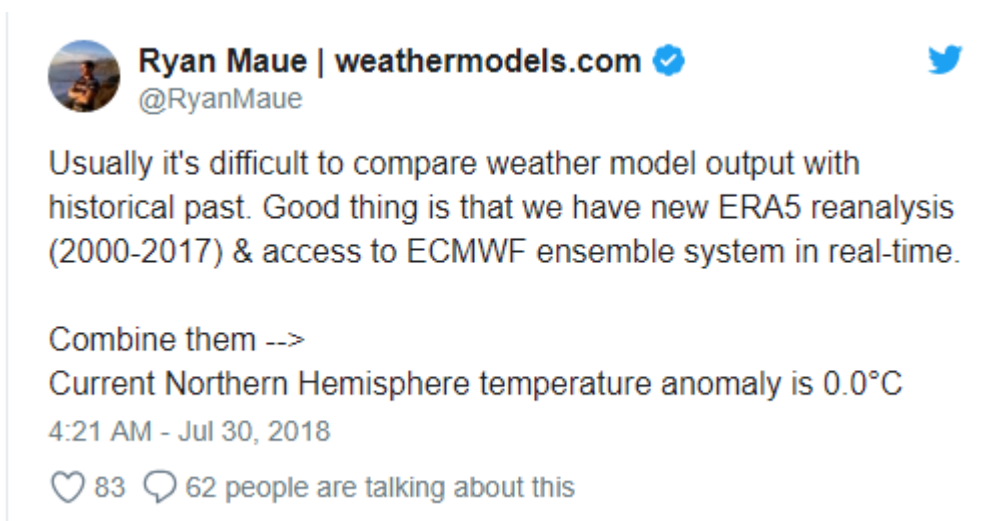 Ryan Maue | weathermodels.com
@RyanMaue
Usually it's difficult to compare weather model output with
historical past. Good thing is that we have new ERA5 reanalysis
(2000-2017) & access to ECMWF ensemble system in real-time.
Combine them -->
Current Northern Hemisphere temperature anomaly is 0.0°C
4:21 AM - Jul 30, 2018
83 62 people are talking about this